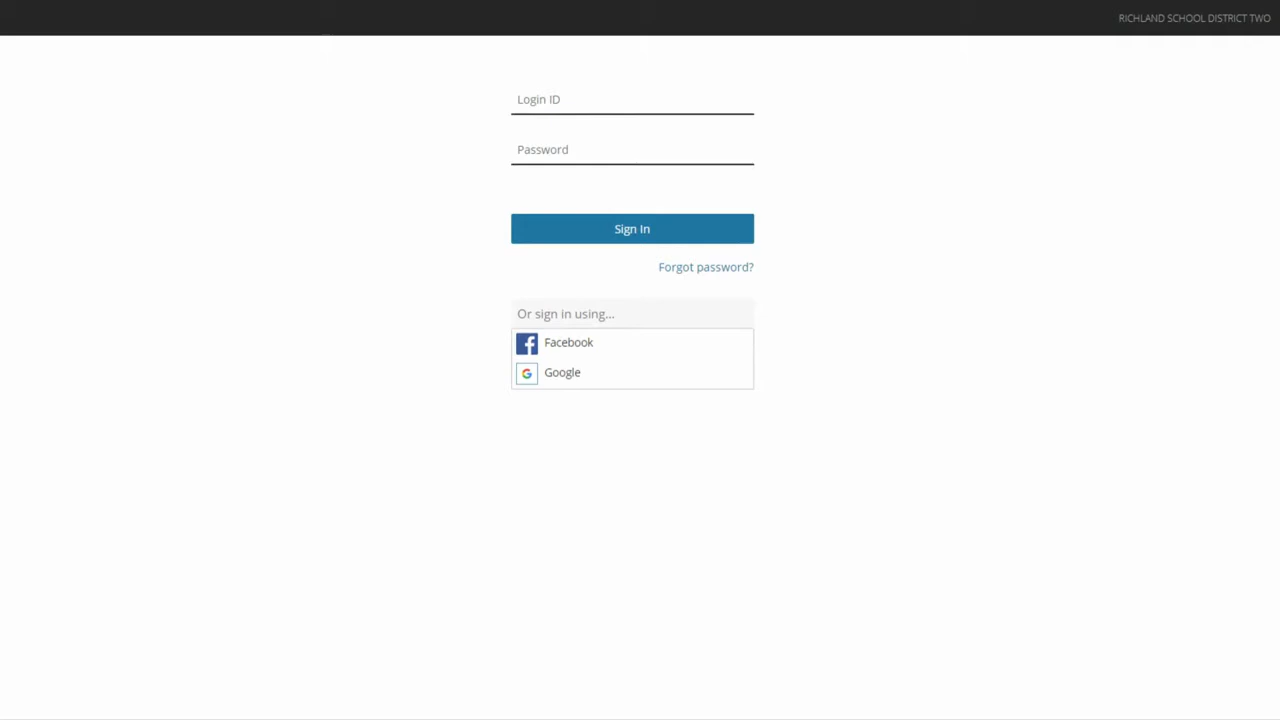 RICHLAND SCHOOL DISTRICT TWO
Login ID
Password
Sign In
Forgot password?
Or sign in using...
Facebook
Google